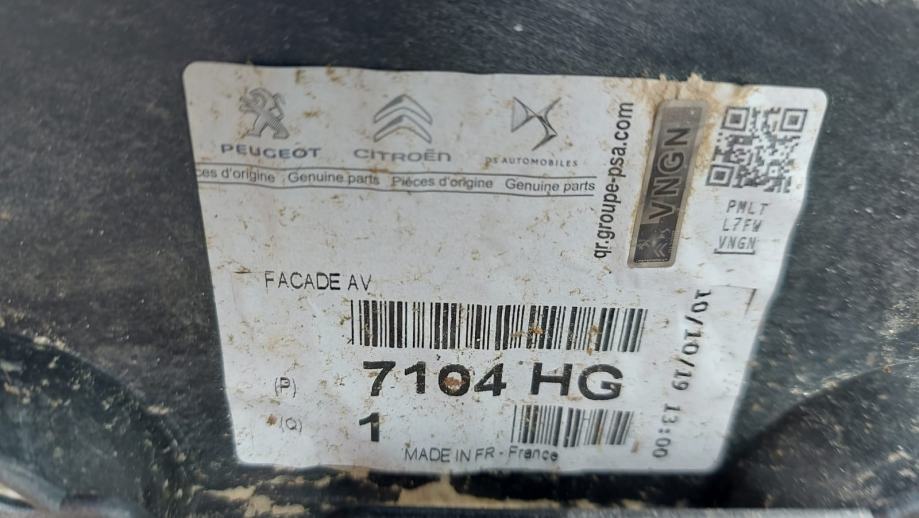 PEUGEOT CITROËN DS AUTOMOBILES
ces d'origine Genuine parts Pièces d'origine Genuine parts
qr.groupe-psa.com
VNGN
PMLT
L7FW
VNGN
FACADE AV
(P) 7104 HG
(Q) 1
MADE IN FR - France
10/10/19 13:00